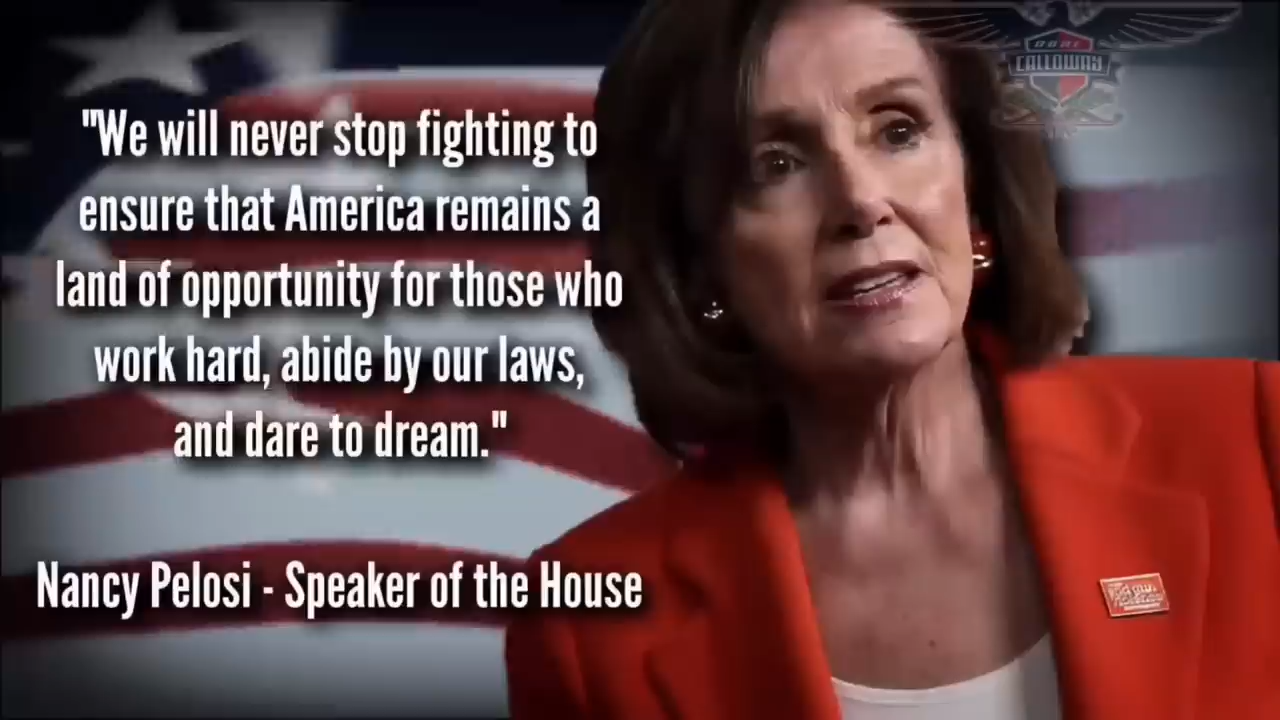 "We will never stop fighting to
ensure that America remains a
land of opportunity for those who
work hard, abide by our laws,
and dare to dream."
Nancy Pelosi - Speaker of the House
CALLOWAY